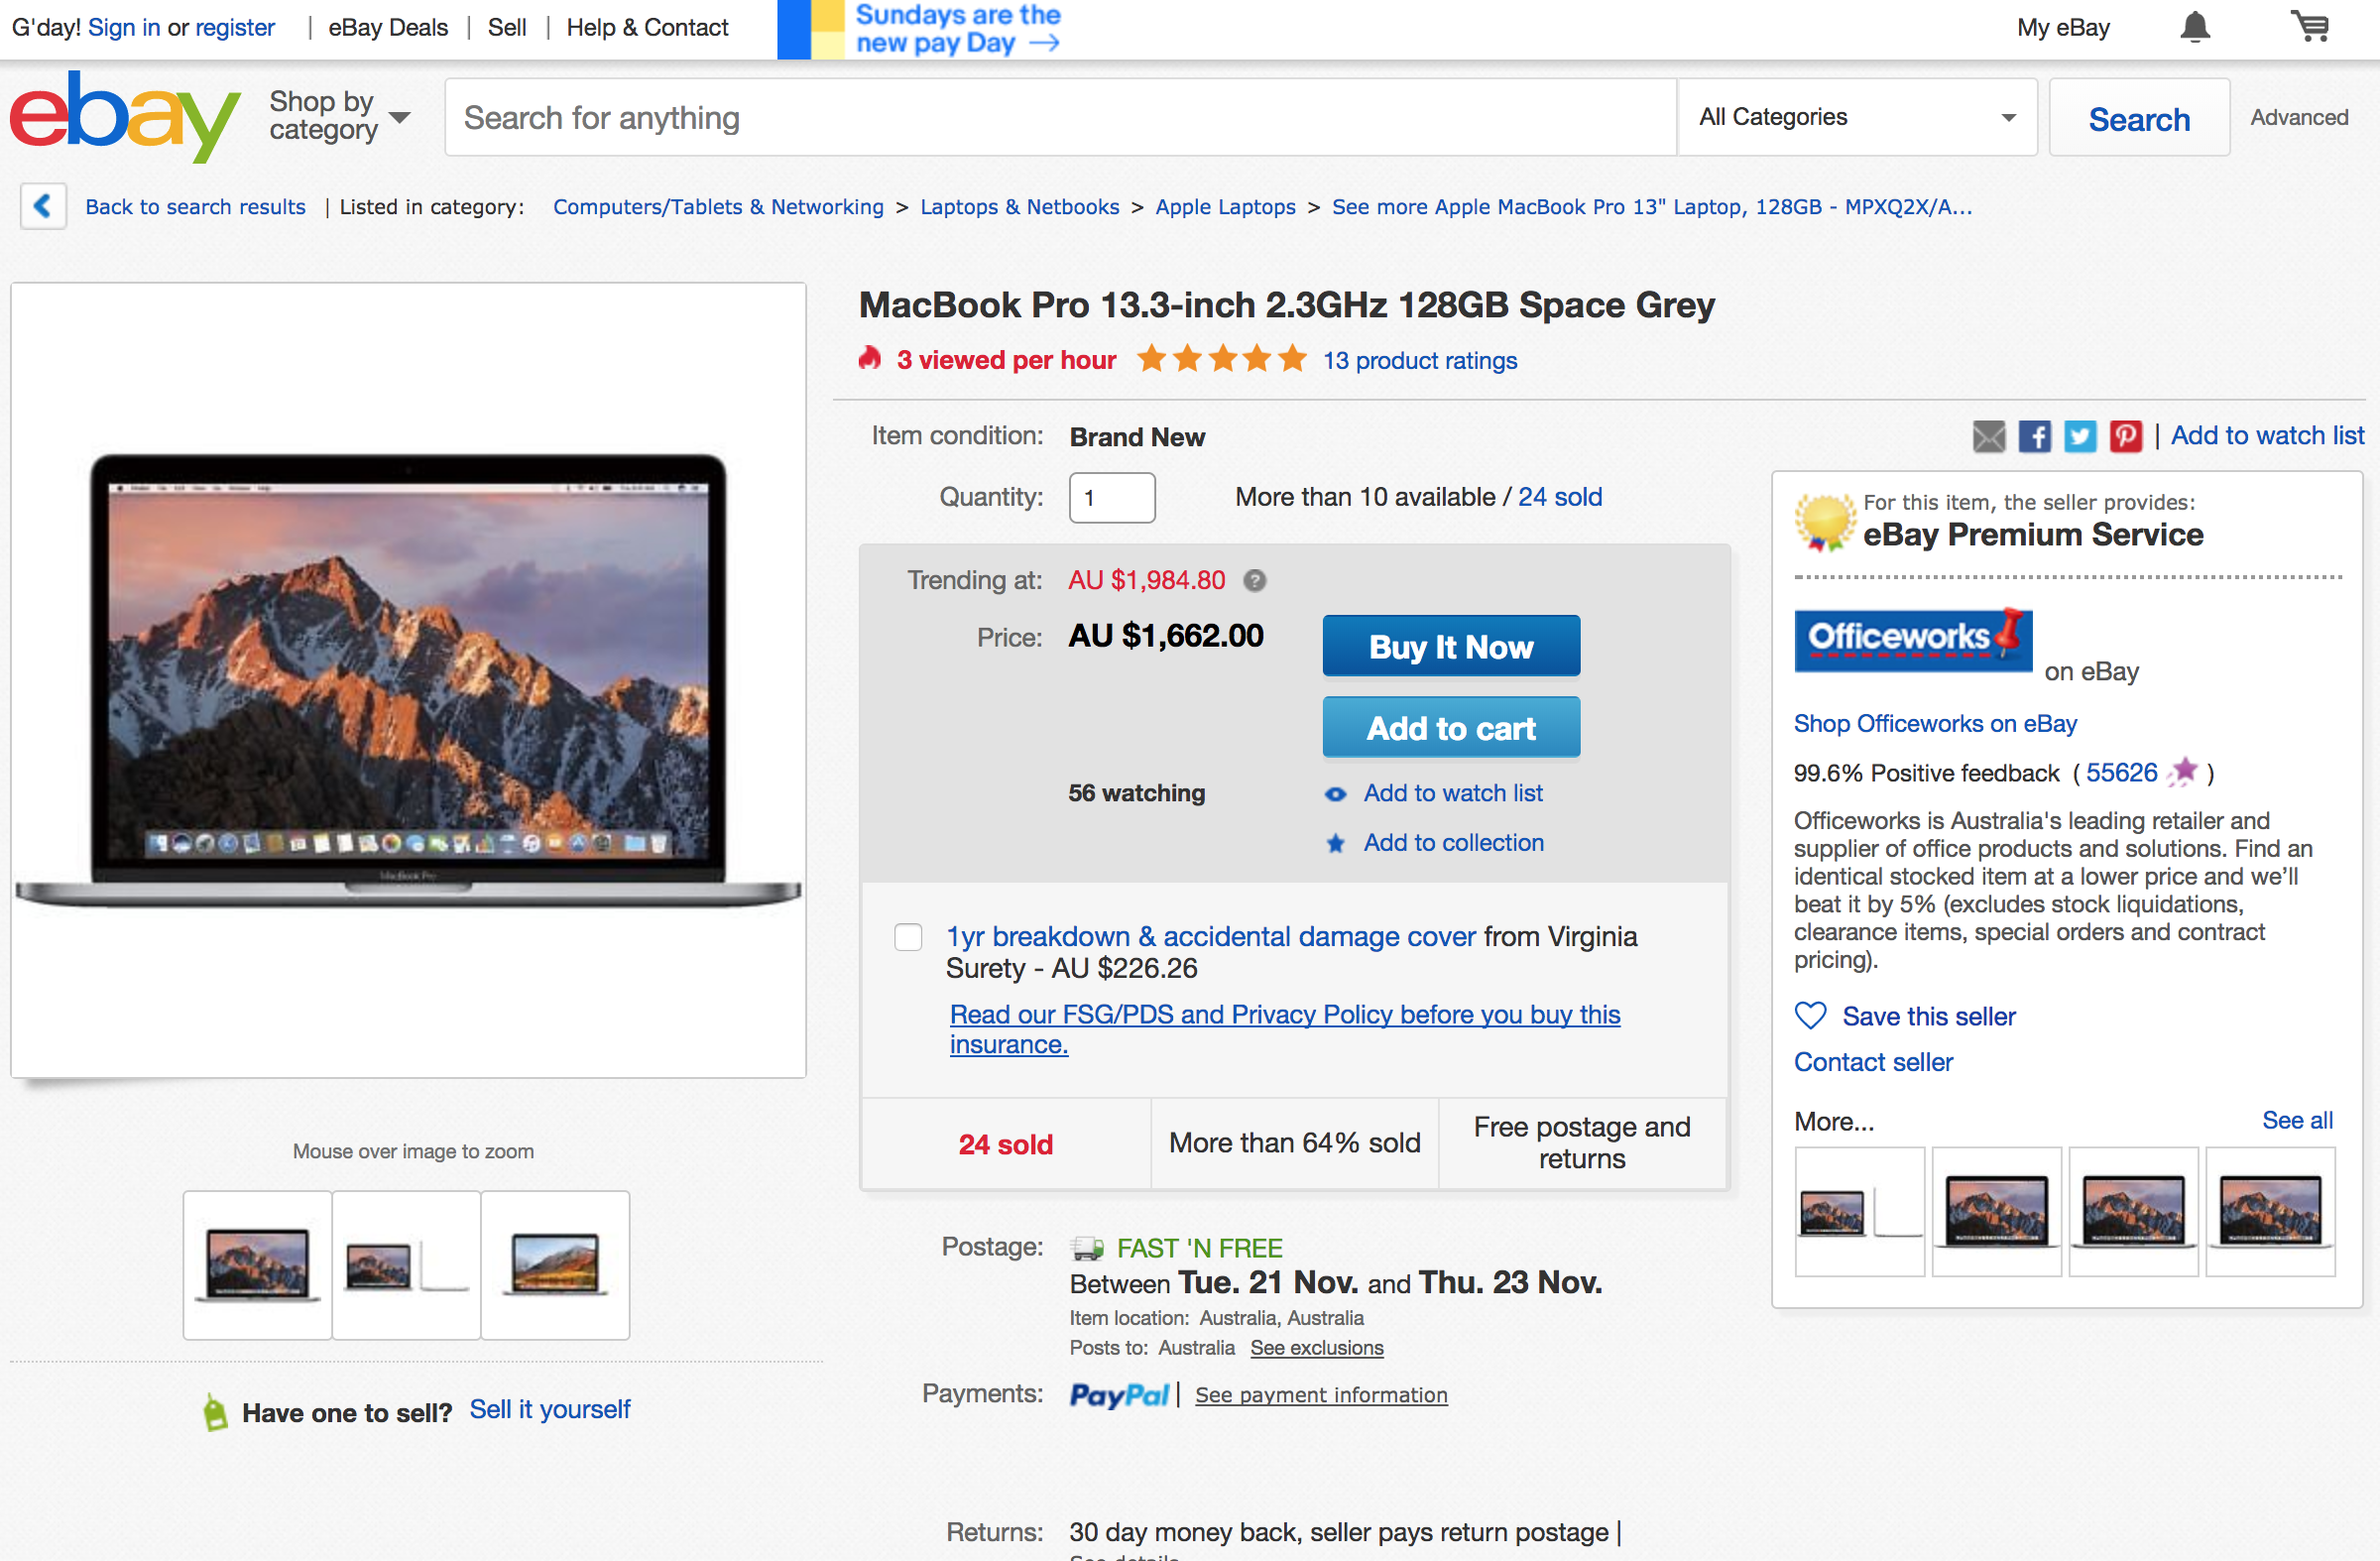 G'day! Sign in or register | eBay Deals | Sell | Help & Contact
Sundays are the
new pay Day →
My eBay
ebay
Shop by
category
Search for anything
All Categories
Search
Advanced
Back to search results | Listed in category: Computers/Tablets & Networking > Laptops & Netbooks > Apple Laptops > See more Apple MacBook Pro 13" Laptop, 128GB - MPXQ2X/A...
MacBook Pro 13.3-inch 2.3GHz 128GB Space Grey
3 viewed per hour 13 product ratings
Item condition: Brand New
Quantity: 1 More than 10 available / 24 sold
Trending at: AU $1,984.80 ?
Price: AU $1,662.00
Buy It Now
Add to cart
56 watching
Add to watch list
Add to collection
1yr breakdown & accidental damage cover from Virginia
Surety - AU $226.26
Read our FSG/PDS and Privacy Policy before you buy this
insurance.
24 sold
More than 64% sold
Free postage and
returns
Postage: FAST 'N FREE
Between Tue. 21 Nov. and Thu. 23 Nov.
Item location: Australia, Australia
Posts to: Australia See exclusions
Payments: PayPal | See payment information
Returns: 30 day money back, seller pays return postage |
See details
MacBook Pro
Mouse over image to zoom
Have one to sell? Sell it yourself
| Add to watch list
For this item, the seller provides:
eBay Premium Service
Officeworks
on eBay
Shop Officeworks on eBay
99.6% Positive feedback ( 55626 )
Officeworks is Australia's leading retailer and
supplier of office products and solutions. Find an
identical stocked item at a lower price and we’ll
beat it by 5% (excludes stock liquidations,
clearance items, special orders and contract
pricing).
Save this seller
Contact seller
More...
See all